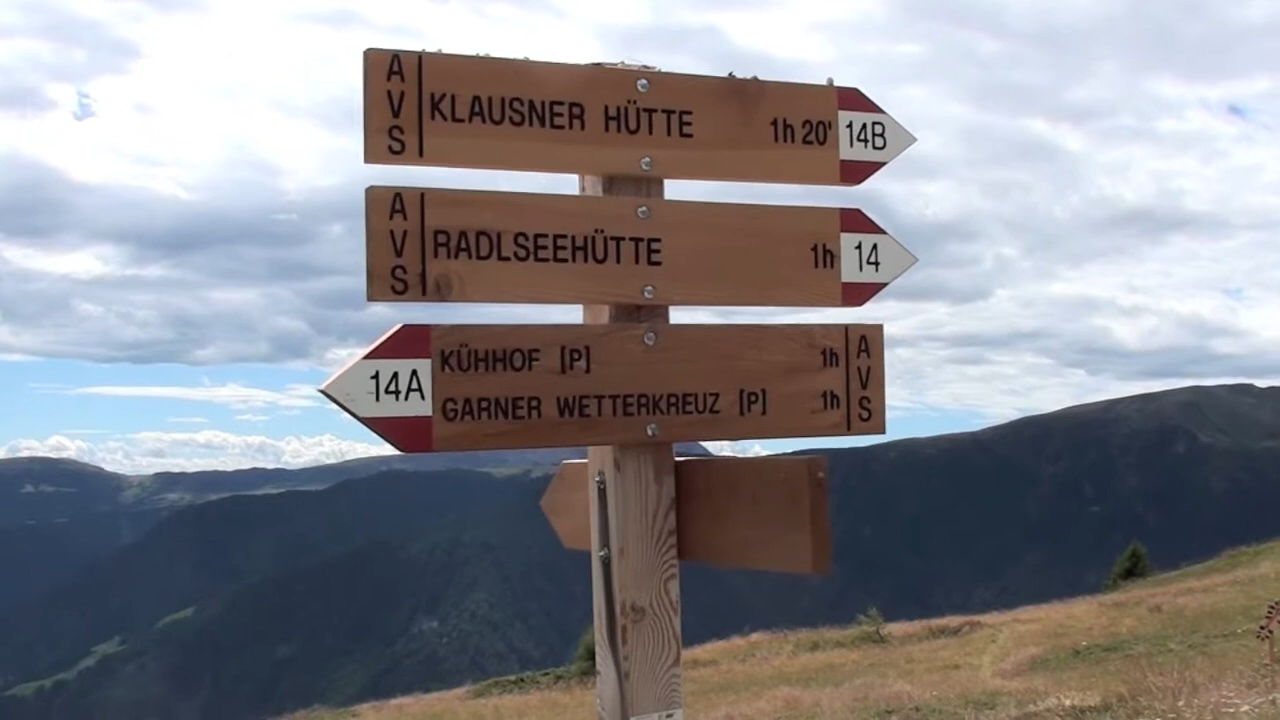 AVS KLAUSNER HÜTTE 1h 20' 14B
AVS RADLSEEHÜTTE 1h 14
14A KÜHHOF [P] 1h AVS
GARNER WETTERKREUZ [P] 1h